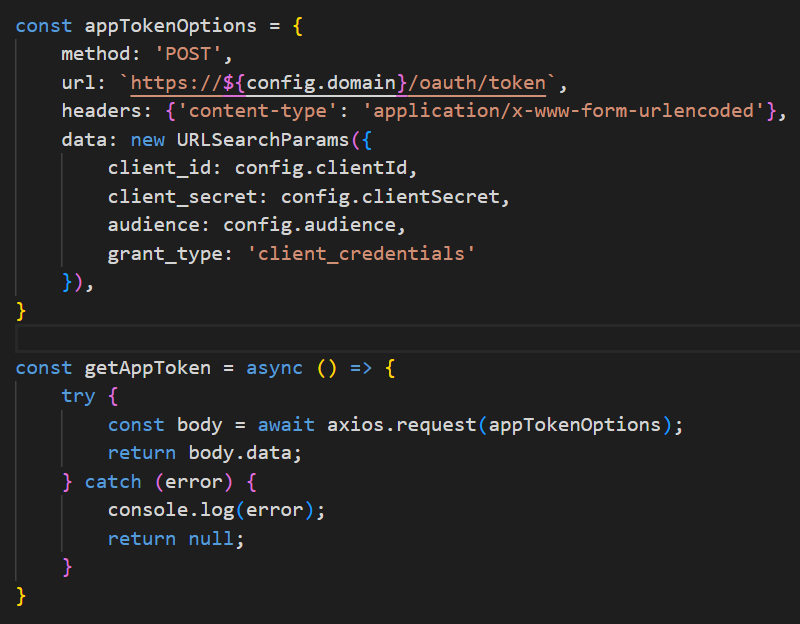 const appTokenOptions = {
    method: 'POST',
    url: `https://${config.domain}/oauth/token`,
    headers: {'content-type': 'application/x-www-form-urlencoded'},
    data: new URLSearchParams({
        client_id: config.clientId,
        client_secret: config.clientSecret,
        audience: config.audience,
        grant_type: 'client_credentials'
    }),
}

const getAppToken = async () => {
    try {
        const body = await axios.request(appTokenOptions);
        return body.data;
    } catch (error) {
        console.log(error);
        return null;
    }
}